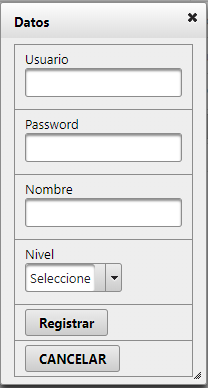 Datos
Usuario
Password
Nombre
Nivel
Seleccione
Registrar
CANCELAR